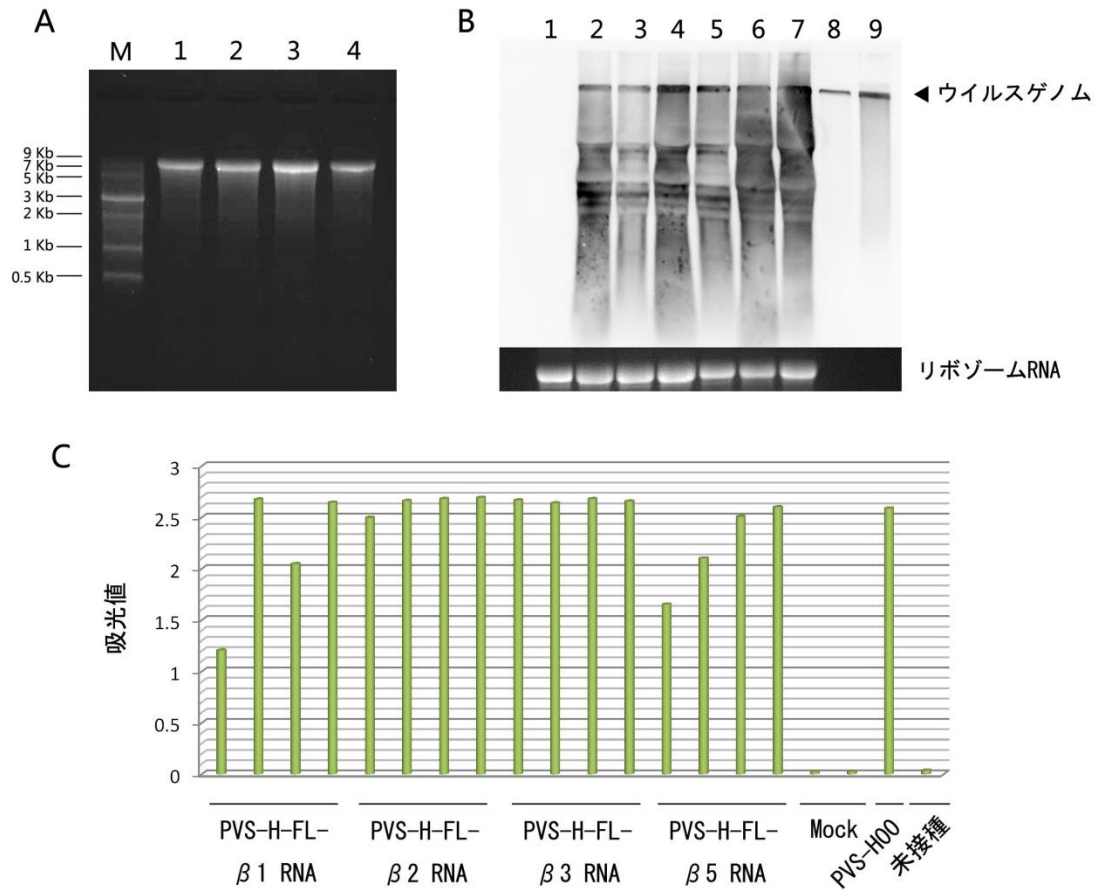 A
M 1 2 3 4
9 Kb
7 Kb
5 Kb
3 Kb
2 Kb
1 Kb
0.5 Kb
B
1 2 3 4 5 6 7 8 9
◀ ウイルスゲノム
リボゾームRNA
C
吸光値
3
2.5
2
1.5
1
0.5
0
PVS-H-FL-
β1 RNA
PVS-H-FL-
β2 RNA
PVS-H-FL-
β3 RNA
PVS-H-FL-
β5 RNA
Mock
PVS-H00
未接種